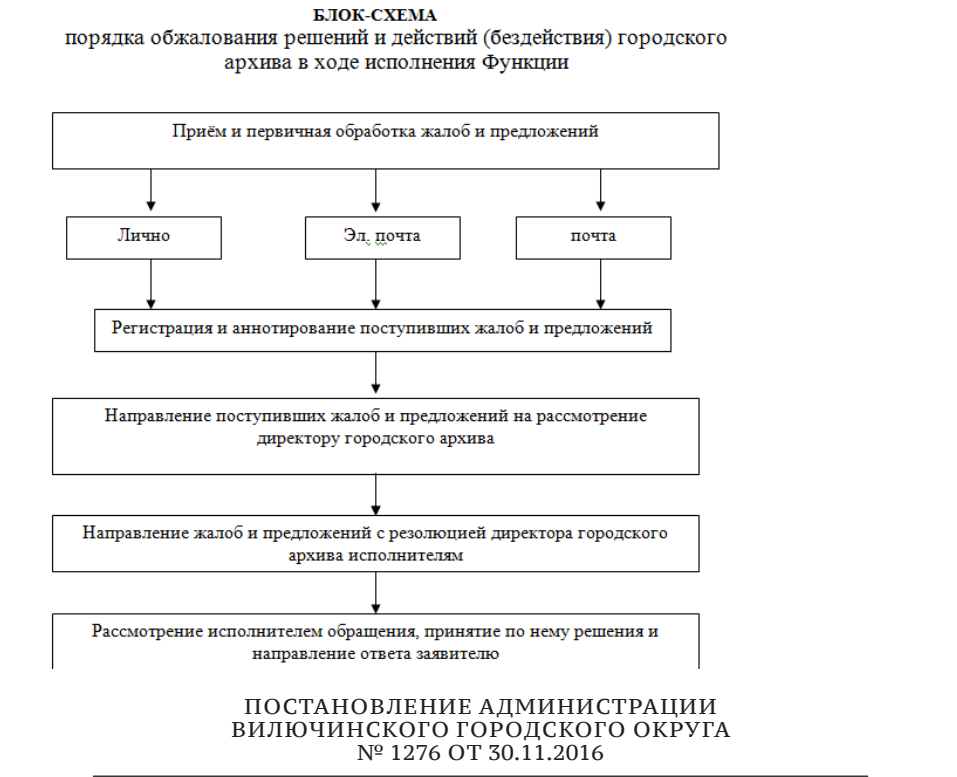 БЛОК-СХЕМА
порядка обжалования решений и действий (бездействия) городского
архива в ходе исполнения Функции
Приём и первичная обработка жалоб и предложений
Лично
Эл. почта
почта
Регистрация и аннотирование поступивших жалоб и предложений
Направление поступивших жалоб и предложений на рассмотрение
директору городского архива
Направление жалоб и предложений с резолюцией директора городского
архива исполнителям
Рассмотрение исполнителем обращения, принятие по нему решения и
направление ответа заявителю
ПОСТАНОВЛЕНИЕ АДМИНИСТРАЦИИ
ВИЛЮЧИНСКОГО ГОРОДСКОГО ОКРУГА
№ 1276 ОТ 30.11.2016